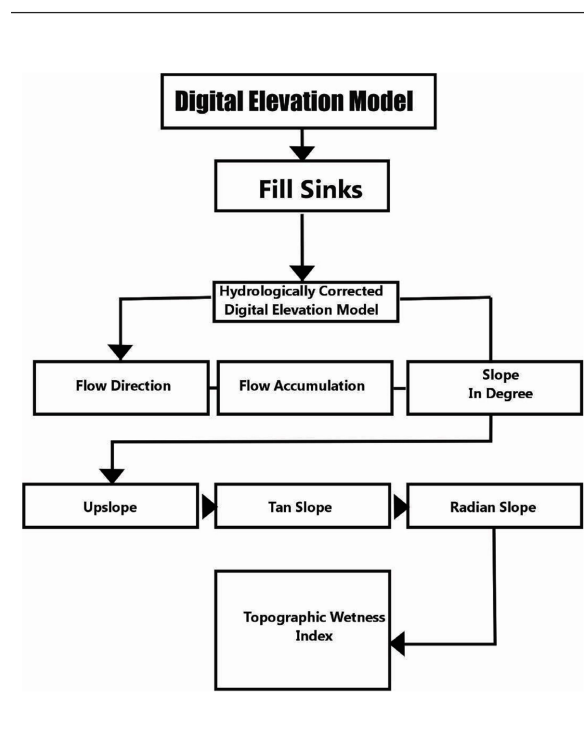 Digital Elevation Model
Fill Sinks
Hydrologically Corrected
Digital Elevation Model
Flow Direction
Flow Accumulation
Slope
In Degree
Upslope
Tan Slope
Radian Slope
Topographic Wetness
Index